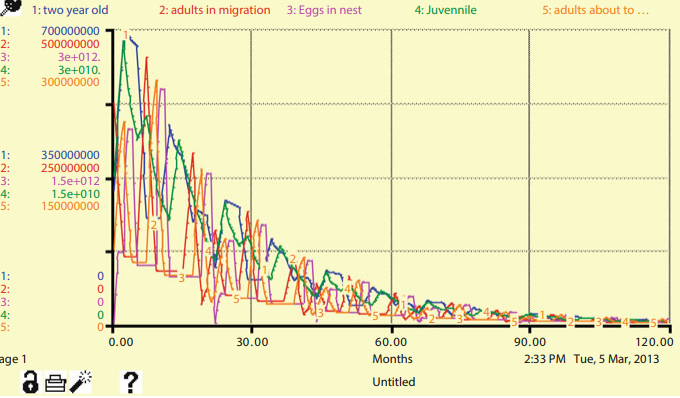 1: two year old 2: adults in migration 3: Eggs in nest 4: Juvennile 5: adults about to …
1: 700000000
2: 500000000
3: 3e+012.
4: 3e+010.
5: 300000000
1: 350000000
2: 250000000
3: 1.5e+012
4: 1.5e+010
5: 150000000
1: 0
2: 0
3: 0
4: 0
5: 0
0.00 30.00 60.00 90.00 120.00
age 1 Months 2:33 PM Tue, 5 Mar, 2013
Untitled
?